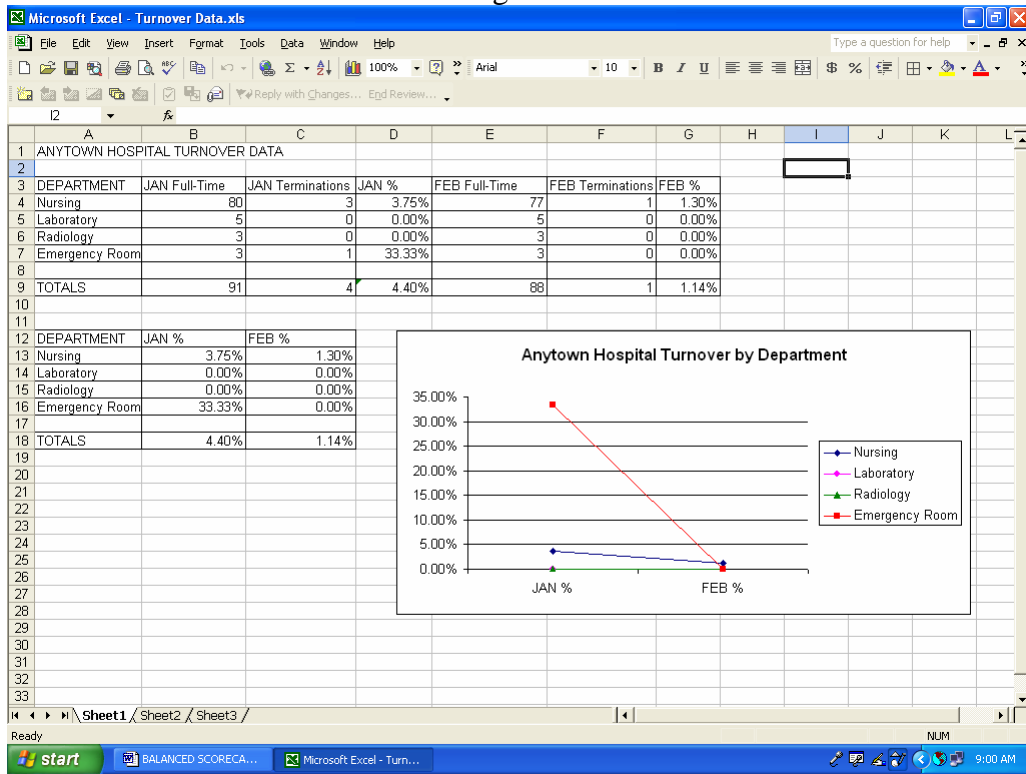 Microsoft Excel - Turnover Data.xls
File Edit View Insert Format Tools Data Window Help Type a question for help
100% Arial 10 B I U $ %
Reply with Changes... End Review...
I2 fx
A B C D E F G H I J K L
1 ANYTOWN HOSPITAL TURNOVER DATA
2
3 DEPARTMENT JAN Full-Time JAN Terminations JAN % FEB Full-Time FEB Terminations FEB %
4 Nursing 80 3 3.75% 77 1 1.30%
5 Laboratory 5 0 0.00% 5 0 0.00%
6 Radiology 3 0 0.00% 3 0 0.00%
7 Emergency Room 3 1 33.33% 3 0 0.00%
8
9 TOTALS 91 4 4.40% 88 1 1.14%
10
11
12 DEPARTMENT JAN % FEB %
13 Nursing 3.75% 1.30%
14 Laboratory 0.00% 0.00%
15 Radiology 0.00% 0.00%
16 Emergency Room 33.33% 0.00%
17
18 TOTALS 4.40% 1.14%
19
20
21
22
23
24
25
26
27
28
29
30
31
32
33
Anytown Hospital Turnover by Department
35.00%
30.00%
25.00%
20.00%
15.00%
10.00%
5.00%
0.00%
JAN % FEB %
Nursing
Laboratory
Radiology
Emergency Room
Sheet1 Sheet2 Sheet3
Ready NUM
start BALANCED SCORECA... Microsoft Excel - Turn... 9:00 AM